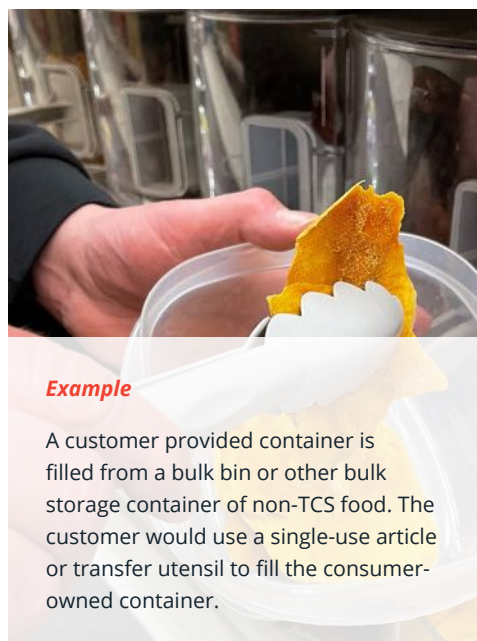 Example
A customer provided container is
filled from a bulk bin or other bulk
storage container of non-TCS food. The
customer would use a single-use article
or transfer utensil to fill the consumer-
owned container.